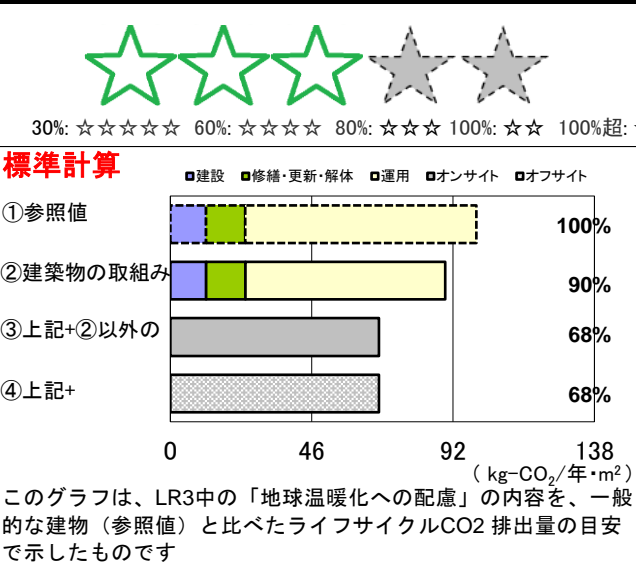 30%: ☆☆☆☆☆ 60%: ☆☆☆☆ 80%: ☆☆☆ 100%: ☆☆ 100%超:
標準計算
建設 修繕・更新・解体 運用 オンサイト オフサイト
①参照値 100%
②建築物の取組み 90%
③上記+②以外の 68%
④上記+ 68%
0 46 92 138
( kg-CO₂/年・m²)
このグラフは、LR3中の「地球温暖化への配慮」の内容を、一般
的な建物（参照値）と比べたライフサイクルCO2 排出量の目安
で示したものです